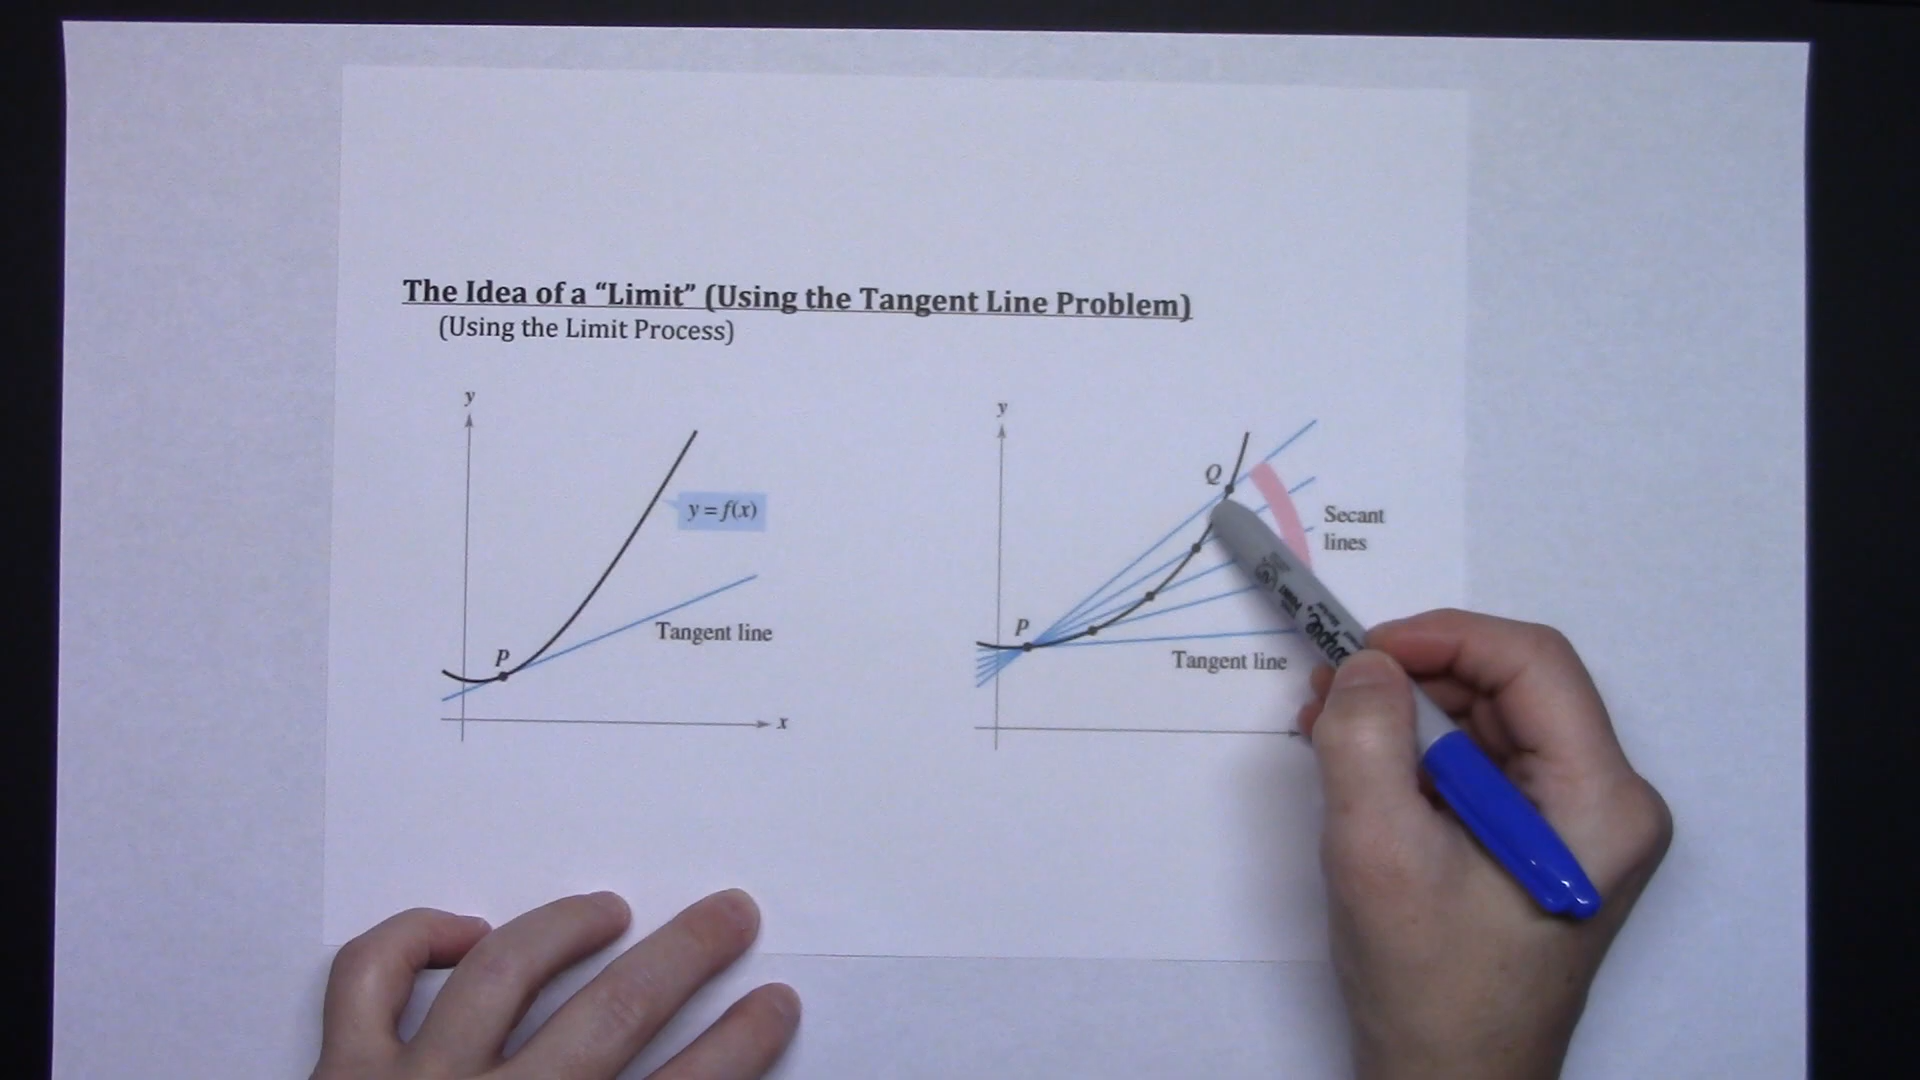 The Idea of a “Limit” (Using the Tangent Line Problem)
(Using the Limit Process)
y
y = f(x)
Tangent line
P
x
y
Q
Secant
lines
P
Tangent line